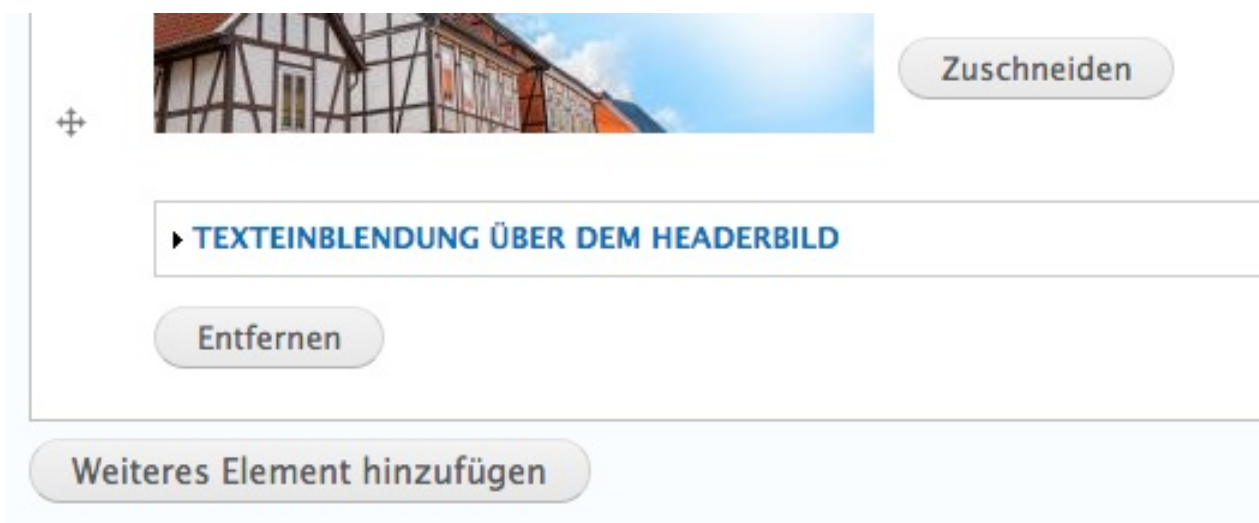 Zuschneiden
TEXTEINBLENDUNG ÜBER DEM HEADERBILD
Entfernen
Weiteres Element hinzufügen